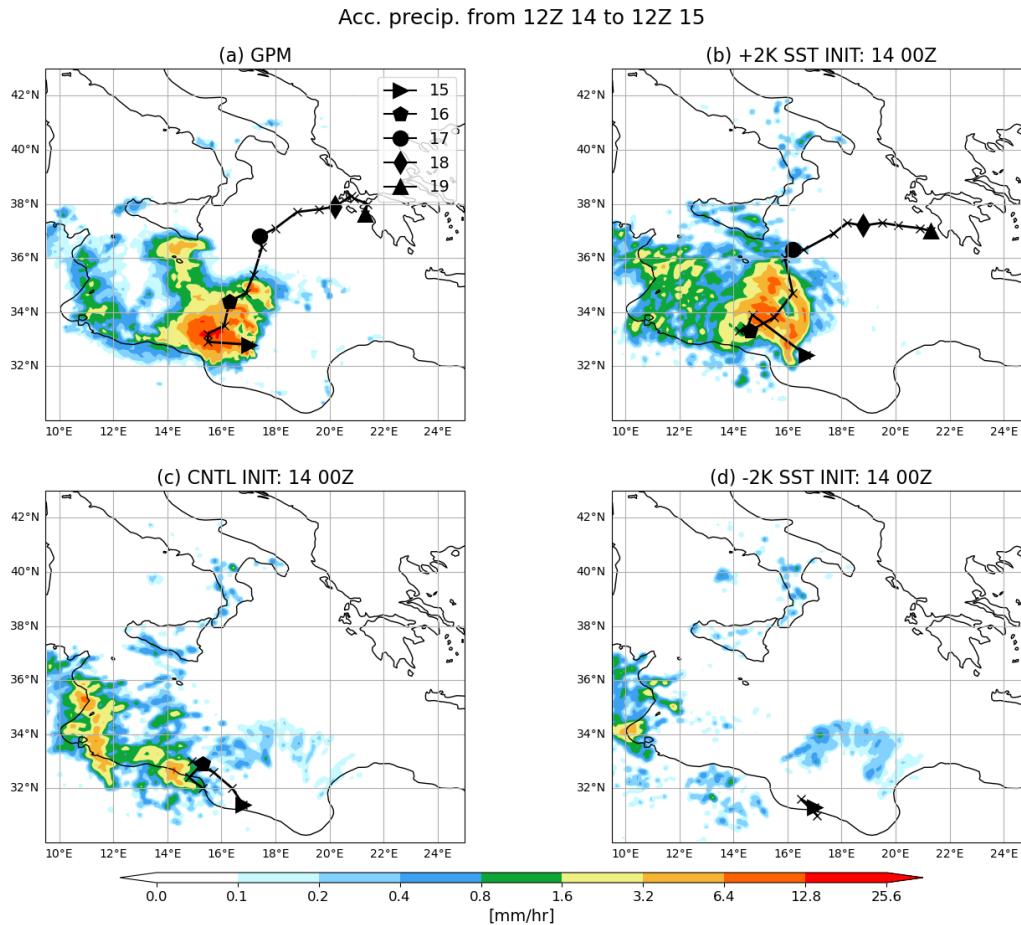 Acc. precip. from 12Z 14 to 12Z 15
(a) GPM
42°N
40°N
38°N
36°N
34°N
32°N
10°E 12°E 14°E 16°E 18°E 20°E 22°E 24°E
15
16
17
18
19
(b) +2K SST INIT: 14 00Z
42°N
40°N
38°N
36°N
34°N
32°N
10°E 12°E 14°E 16°E 18°E 20°E 22°E 24°E
(c) CNTL INIT: 14 00Z
42°N
40°N
38°N
36°N
34°N
32°N
10°E 12°E 14°E 16°E 18°E 20°E 22°E 24°E
(d) -2K SST INIT: 14 00Z
42°N
40°N
38°N
36°N
34°N
32°N
10°E 12°E 14°E 16°E 18°E 20°E 22°E 24°E
0.0 0.1 0.2 0.4 0.8 1.6 3.2 6.4 12.8 25.6
[mm/hr]